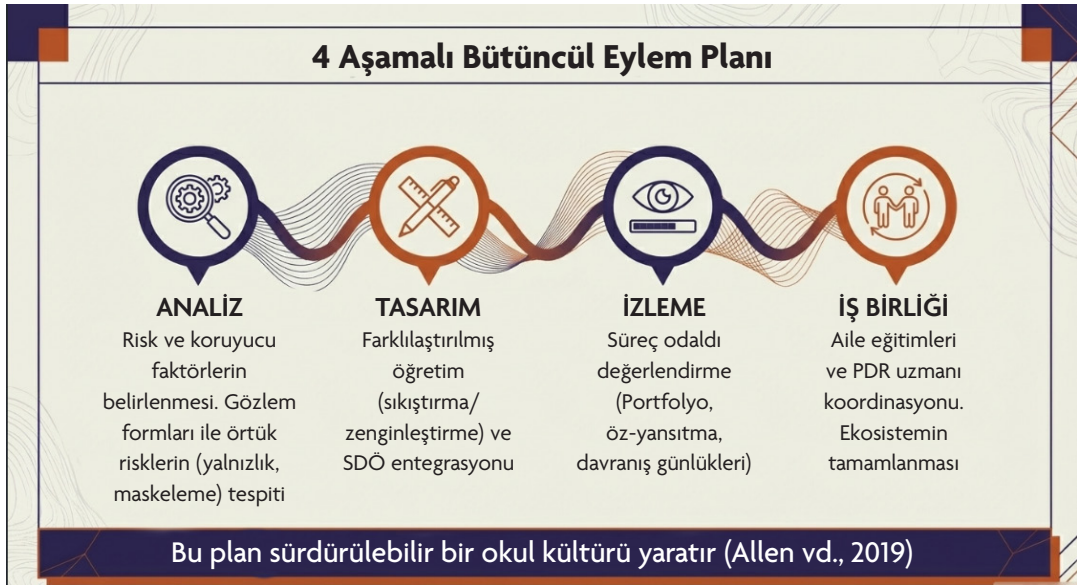 4 Aşamalı Bütüncül Eylem Planı
ANALİZ
Risk ve koruyucu
faktörlerin
belirlenmesi. Gözlem
formları ile örtük
risklerin (yalnızlık,
maskeleme) tespiti
TASARIM
Farklılaştırılmış
öğretim
(sıkıştırma/
zenginleştirme) ve
SDÖ entegrasyonu
İZLEME
Süreç odaldı
değerlendirme
(Portfolyo,
öz-yansıtma,
davranış günlükleri)
İŞ BİRLİĞİ
Aile eğitimleri
ve PDR uzmanı
koordinasyonu.
Ekosistemin
tamamlanması
Bu plan sürdürülebilir bir okul kültürü yaratır (Allen vd., 2019)